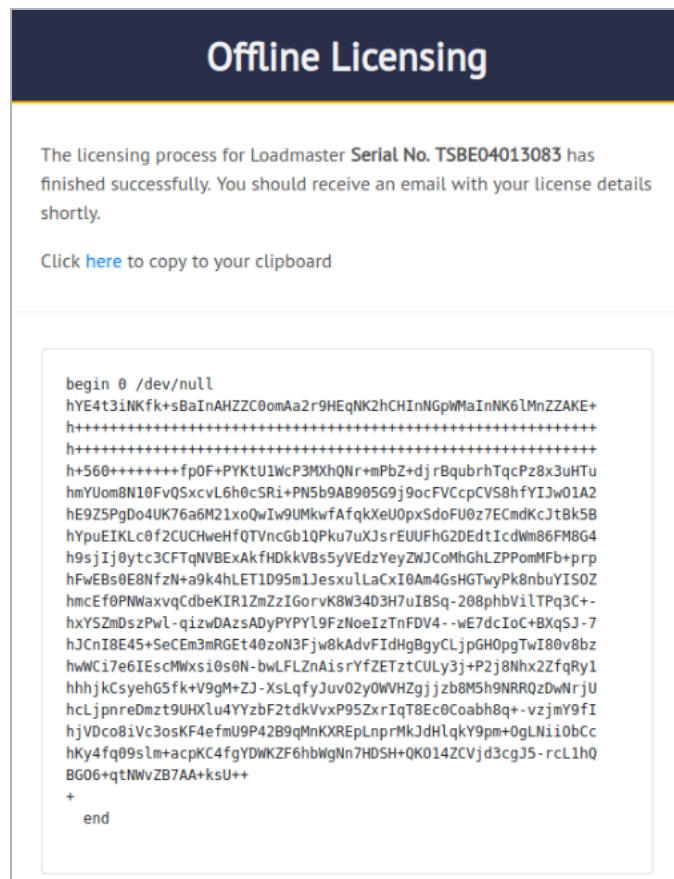 Offline Licensing
The licensing process for Loadmaster Serial No. TSBE04013083 has
finished successfully. You should receive an email with your license details
shortly.
Click here to copy to your clipboard
begin 0 /dev/null
hYE4t3iNKfk+sBaInAHZZC0omAa2r9HEqNK2hCHInNGpWMaInNK6lMnZZAKE+
h++++++++++++++++++++++++++++++++++++++++++++++++++++++++++++
h++++++++++++++++++++++++++++++++++++++++++++++++++++++++++++
h+560++++++++fpOF+PYKtU1WcP3MXhQNr+mPbZ+djrBqubrhTqcPz8x3uHTu
hmYUom8N10FvQSxcvL6h0cSRi+PN5b9AB905G9j9ocFVCcpCVS8hfYIJwO1A2
hE9Z5PgDo4UK76a6M21xoQwIw9UMkwfAfqkXeUOpxSdoFU0z7ECmdKcJtBk5B
hYpuEIKLc0f2CUCHweHfQTVncGb1QPku7uXJsrEUUFhG2DEdtIcdWm86FM8G4
h9sjIj0ytc3CFTqNVBExAkfHDkkVBs5yVEdzYeyZWJCoMhGhLZPPomMFb+prp
hFwEBs0E8NfzN+a9k4hLET1D95m1JesxulLaCxI0Am4GsHGTwyPk8nbuYISOZ
hmcEf0PNWaxvqCdbeKIR1ZmZzIGorvK8W34D3H7uIBSq-208phbVilTPq3C+-
hxYSZmDszPwl-qizwDAzsADyPYPYl9FzNoeIzTnFDV4--wE7dcIoC+BXqSJ-7
hJCnI8E45+SeCEm3mRGEt40zoN3Fjw8kAdvFIdHgBgyCLjpGHOpgTwI80v8bz
hwWCi7e6IEscMWxsi0s0N-bwLFLZnAisrYfZETztCULy3j+P2j8Nhx2ZfqRy1
hhhjkCsyehG5fk+V9gM+ZJ-XsLqfyJuvO2yOWVHZgjjzb8M5h9NRRQzDwNrjU
hcLjpnreDmzt9UHXlu4YYzbF2tdkVvxP95ZxrIqT8Ec0Coabh8q+-vzjmY9fI
hjVDco8iVc3osKF4efmU9P42B9qMnKXREpLnprMkJdHlqkY9pm+OgLNiiObCc
hKy4fq09slm+acpKC4fgYDWKZF6hbWgNn7HDSH+QKO14ZCVjd3cgJ5-rcL1hQ
BGO6+qtNWvZB7AA+ksU++
+
end